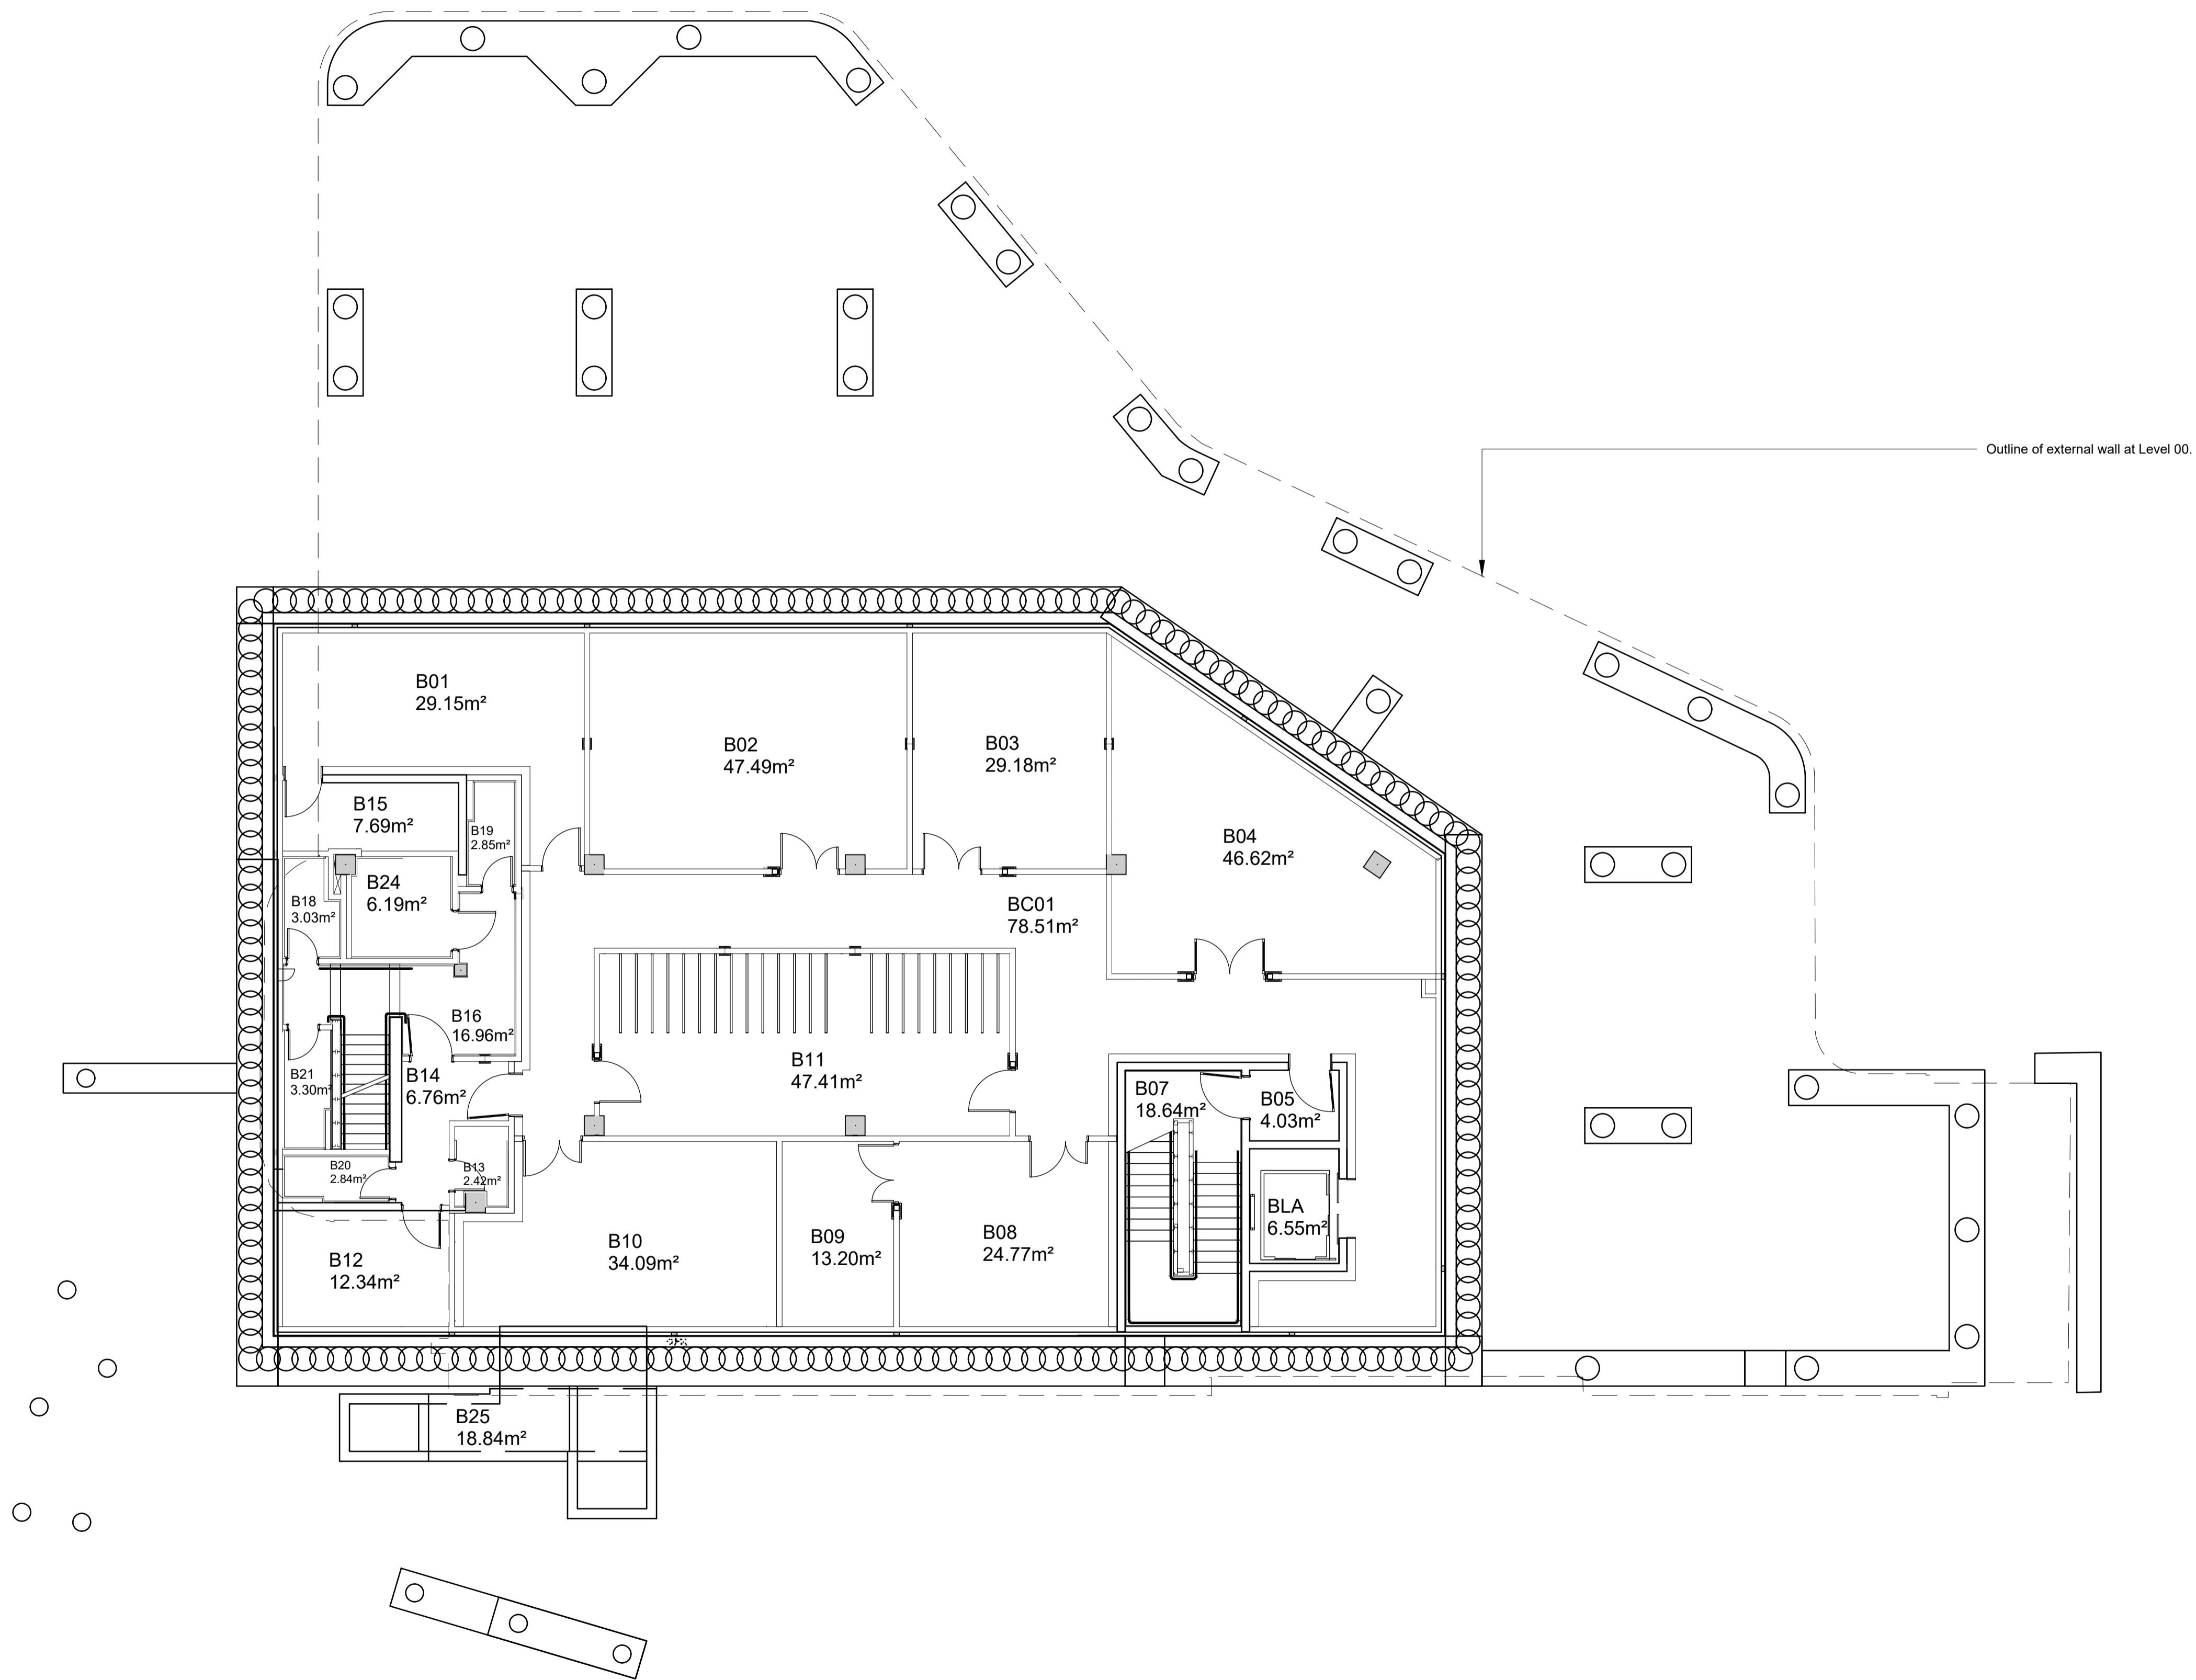 Outline of external wall at Level 00.
B01
29.15m²
B02
47.49m²
B03
29.18m²
B04
46.62m²
B15
7.69m²
B19
2.85m²
B24
6.19m²
B18
3.03m²
BC01
78.51m²
B16
16.96m²
B11
47.41m²
B14
6.76m²
B21
3.30m²
B07
18.64m²
B05
4.03m²
B20
2.84m²
B13
2.42m²
BLA
6.55m²
B12
12.34m²
B10
34.09m²
B09
13.20m²
B08
24.77m²
B25
18.84m²